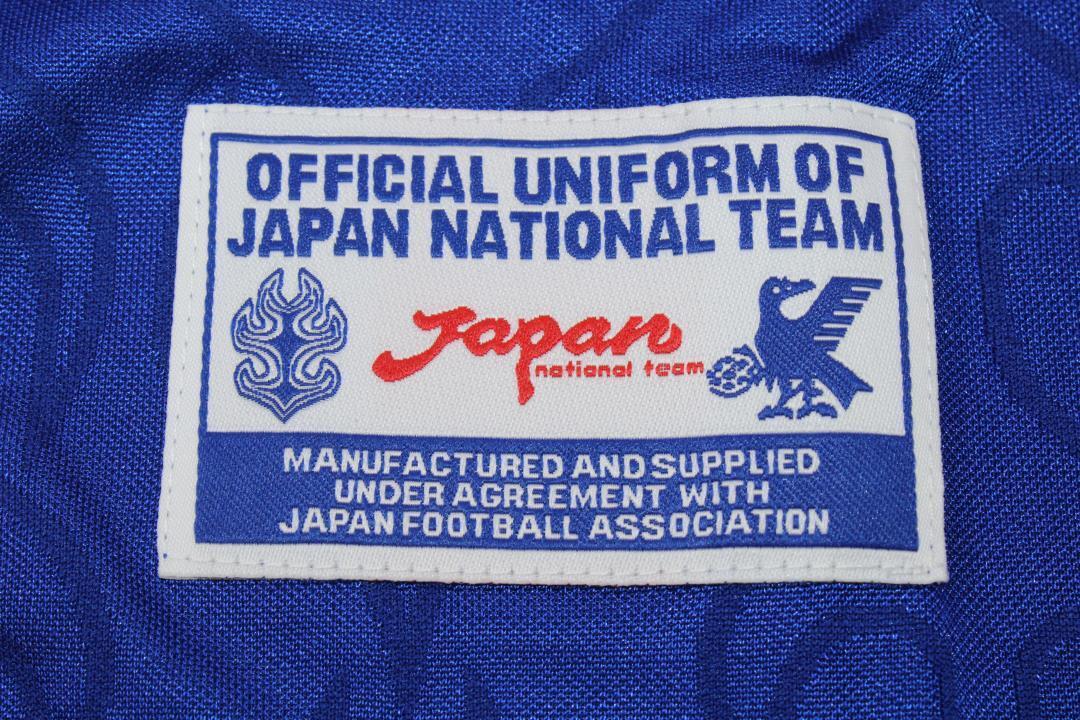 OFFICIAL UNIFORM OF
JAPAN NATIONAL TEAM
Japan
national team
MANUFACTURED AND SUPPLIED
UNDER AGREEMENT WITH
JAPAN FOOTBALL ASSOCIATION